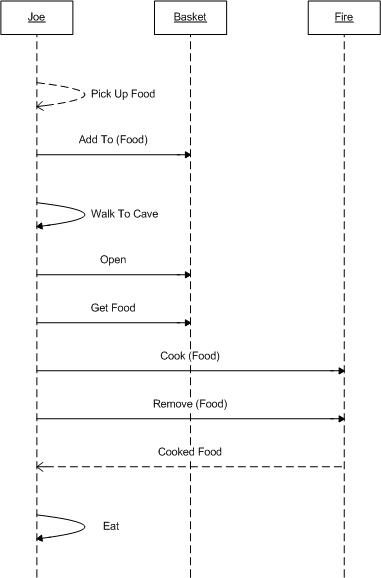 Joe
Basket
Fire
Pick Up Food
Add To (Food)
Walk To Cave
Open
Get Food
Cook (Food)
Remove (Food)
Cooked Food
Eat